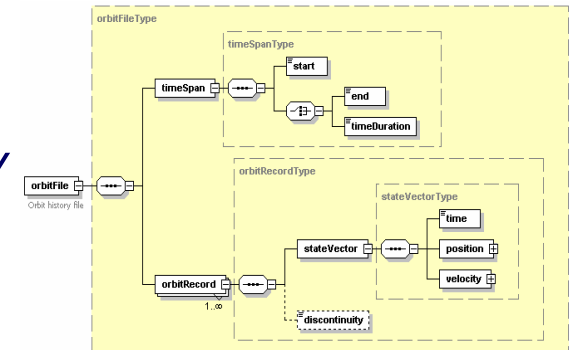 orbitFileType
timeSpanType
start
timeSpan
end
timeDuration
orbitRecordType
stateVectorType
orbitFile
Orbit history file
time
stateVector
position
velocity
orbitRecord
1..∞
discontinuity